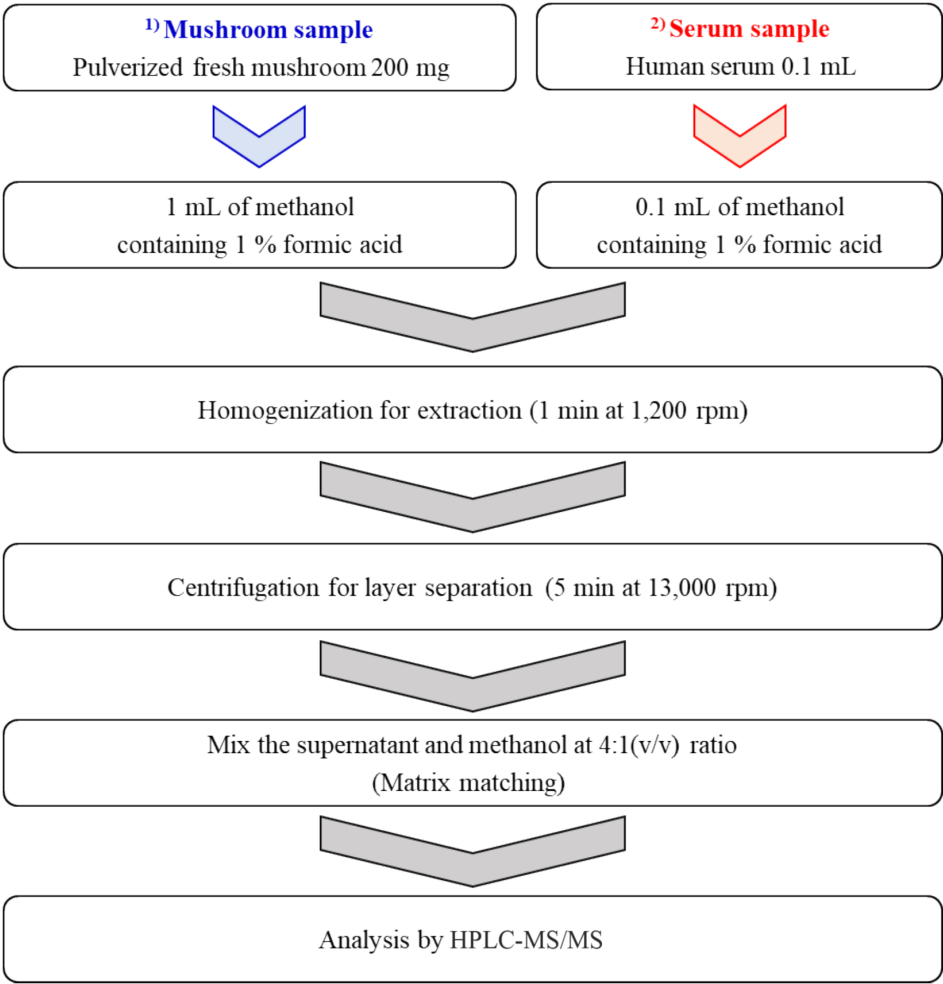 1) Mushroom sample
Pulverized fresh mushroom 200 mg
2) Serum sample
Human serum 0.1 mL
1 mL of methanol
containing 1 % formic acid
0.1 mL of methanol
containing 1 % formic acid
Homogenization for extraction (1 min at 1,200 rpm)
Centrifugation for layer separation (5 min at 13,000 rpm)
Mix the supernatant and methanol at 4:1(v/v) ratio
(Matrix matching)
Analysis by HPLC-MS/MS